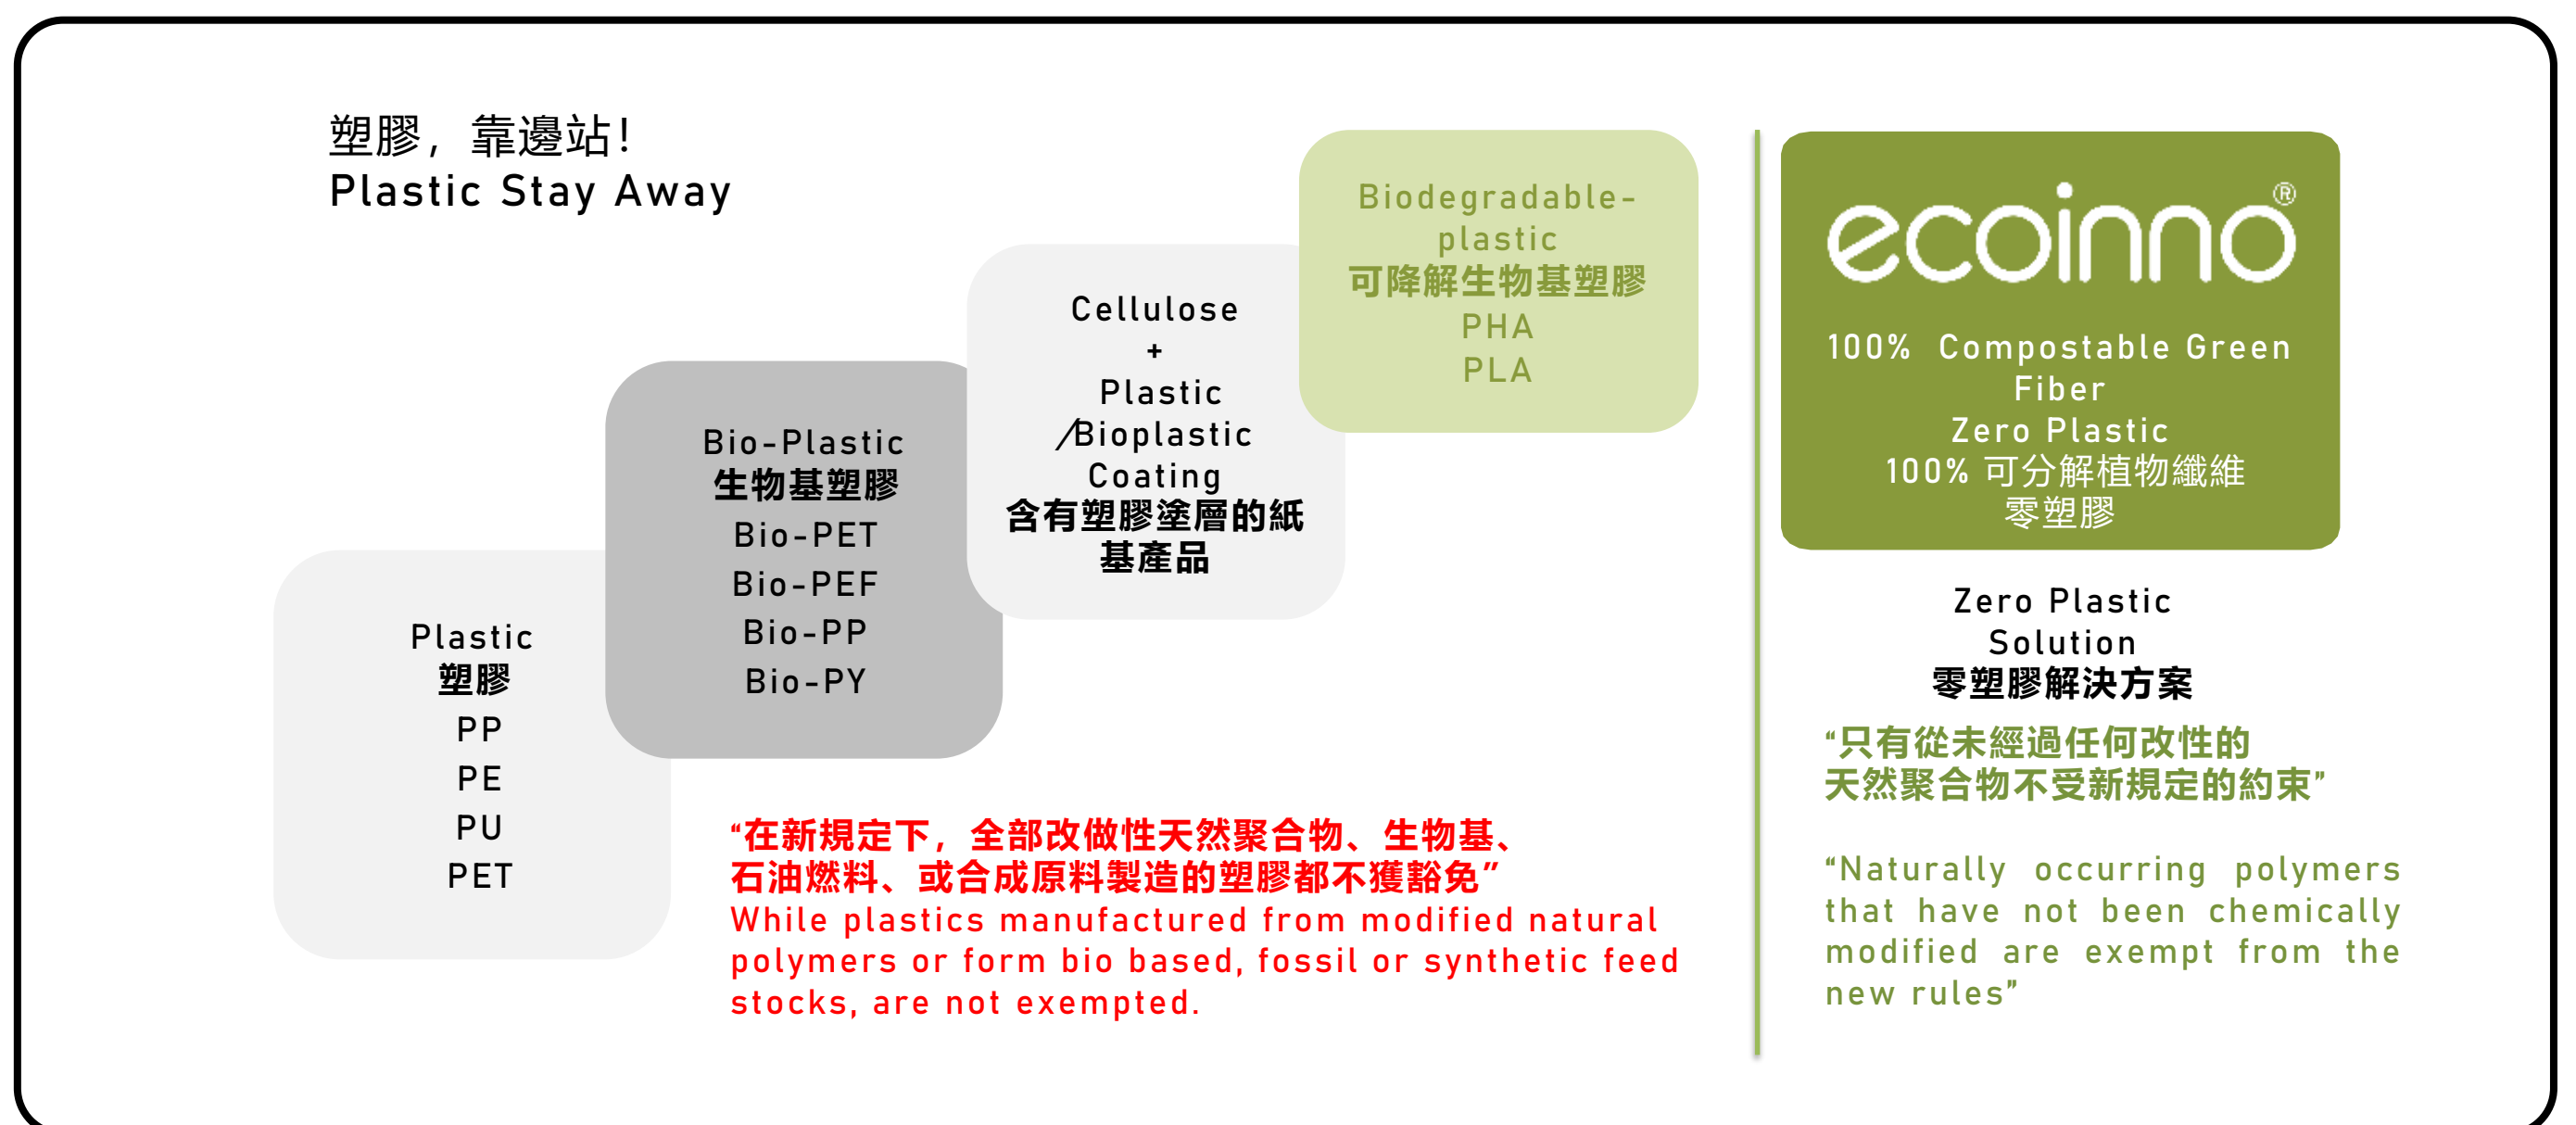 塑膠，靠邊站！
Plastic Stay Away
Plastic
塑膠
PP
PE
PU
PET
Bio-Plastic
生物基塑膠
Bio-PET
Bio-PEF
Bio-PP
Bio-PY
Cellulose
+
Plastic
/Bioplastic
Coating
含有塑膠塗層的紙
基產品
Biodegradable-
plastic
可降解生物基塑膠
PHA
PLA
“在新規定下，全部改做性天然聚合物、生物基、
石油燃料、或合成原料製造的塑膠都不獲豁免”
While plastics manufactured from modified natural
polymers or form bio based, fossil or synthetic feed
stocks, are not exempted.
ecoinno®
100% Compostable Green
Fiber
Zero Plastic
100% 可分解植物纖維
零塑膠
Zero Plastic
Solution
零塑膠解決方案
“只有從未經過任何改性的
天然聚合物不受新規定的約束”
“Naturally occurring polymers
that have not been chemically
modified are exempt from the
new rules”